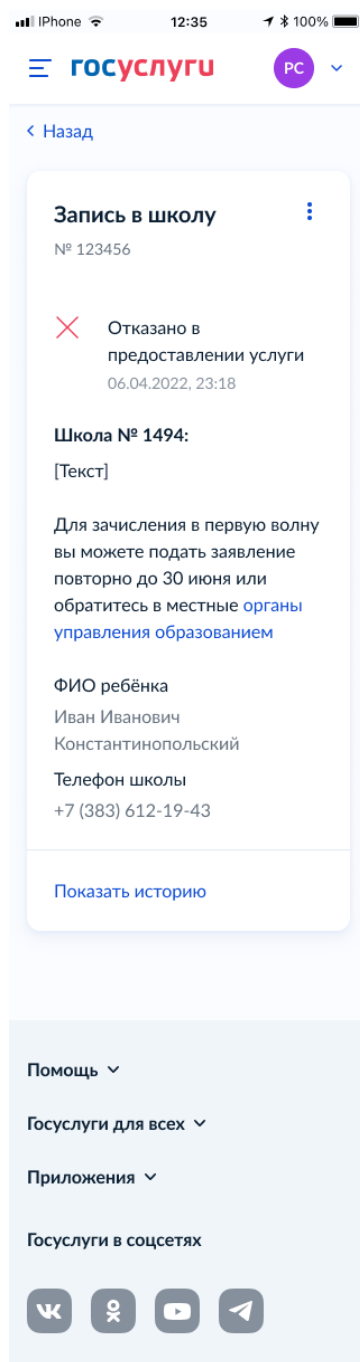 IPhone 12:35 100%
госуслуги РС
Назад
Запись в школу
№ 123456
Отказано в
предоставлении услуги
06.04.2022, 23:18
Школа № 1494:
[Текст]
Для зачисления в первую волну
вы можете подать заявление
повторно до 30 июня или
обратитесь в местные органы
управления образованием
ФИО ребёнка
Иван Иванович
Константинопольский
Телефон школы
+7 (383) 612-19-43
Показать историю
Помощь
Госуслуги для всех
Приложения
Госуслуги в соцсетях